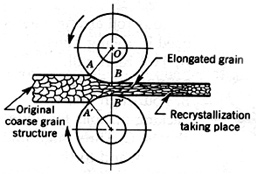 O
A
B
Elongated grain
Original
coarse grain
structure
A'
B'
Recrystallization
taking place